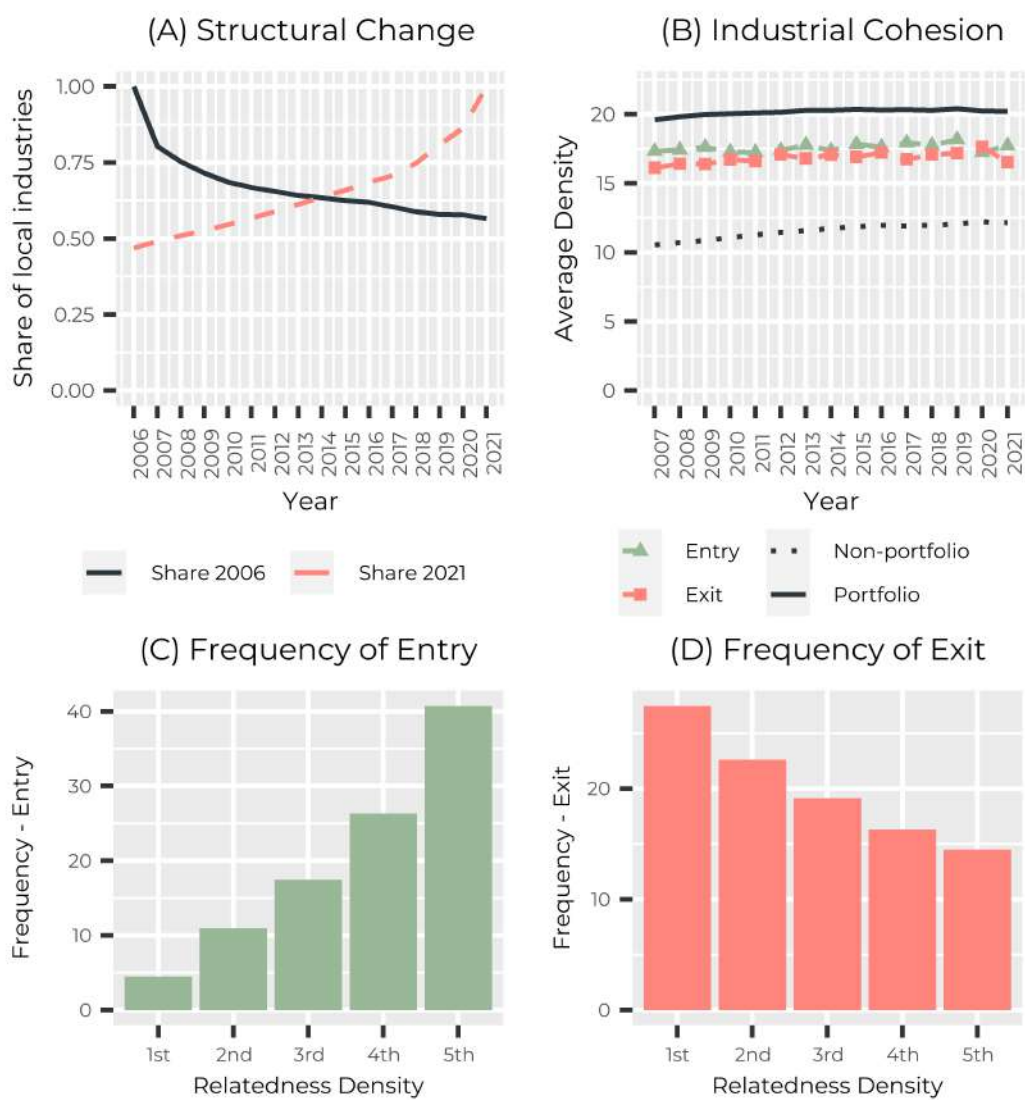 (A) Structural Change
Share of local industries
1.00
0.75
0.50
0.25
0.00
2006
2007
2008
2009
2010
2011
2012
2013
2014
2015
2016
2017
2018
2019
2020
2021
Year
Share 2006
Share 2021
(B) Industrial Cohesion
Average Density
20
15
10
5
0
2007
2008
2009
2010
2011
2012
2013
2014
2015
2016
2017
2018
2019
2020
2021
Year
Entry
Non-portfolio
Exit
Portfolio
(C) Frequency of Entry
Frequency - Entry
40
30
20
10
0
1st
2nd
3rd
4th
5th
Relatedness Density
(D) Frequency of Exit
Frequency - Exit
20
10
0
1st
2nd
3rd
4th
5th
Relatedness Density